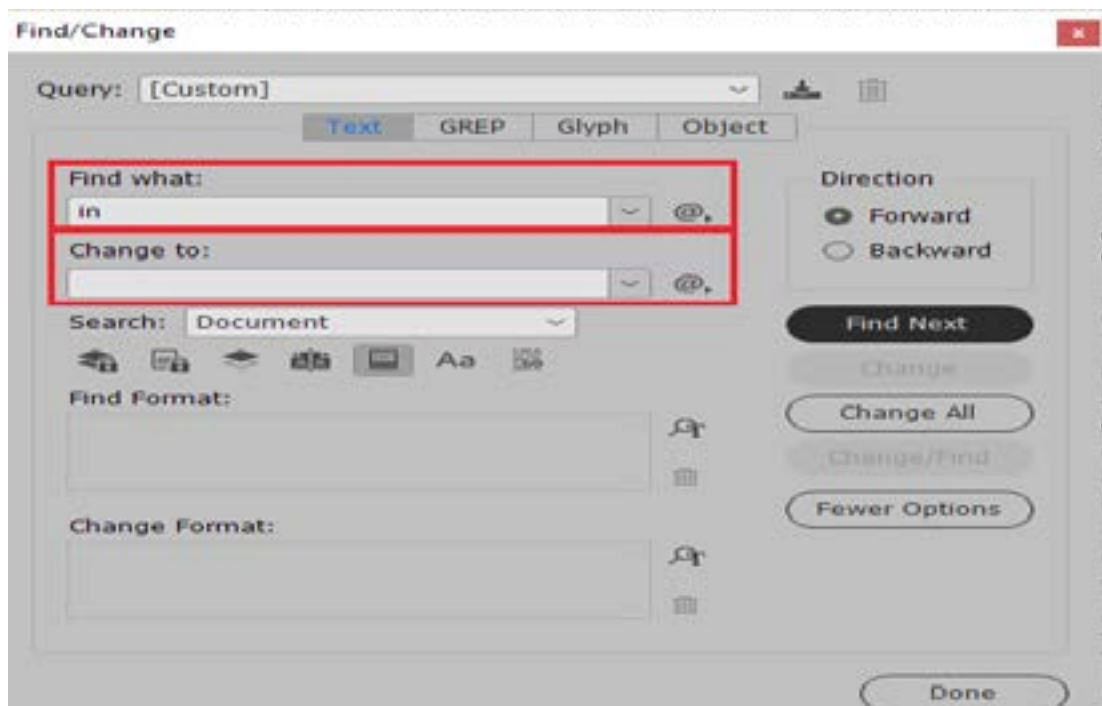 Find/Change
Query: [Custom]
Text GREP Glyph Object
Find what:
in
Change to:
Search: Document
Aa
Find Format:
Change Format:
Direction
Forward
Backward
Find Next
Change
Change All
Change/Find
Fewer Options
Done